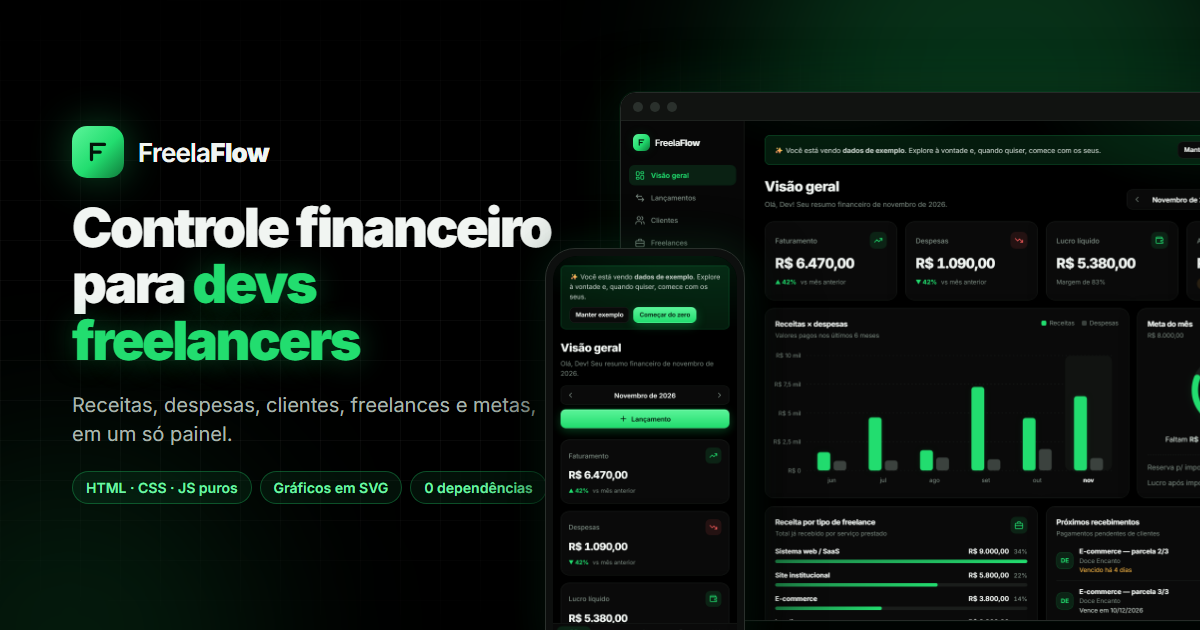 F
FreelaFlow
Controle financeiro
para devs
freelancers
Receitas, despesas, clientes, freelances e metas,
em um só painel.
HTML · CSS · JS puros
Gráficos em SVG
0 dependências
✨ Você está vendo dados de exemplo. Explore
à vontade e, quando quiser, comece com os
seus.
Manter exemplo
Começar do zero
Visão geral
Olá, Dev! Seu resumo financeiro de novembro de
2026.
‹ Novembro de 2026 ›
+ Lançamento
Faturamento
R$ 6.470,00
▲ 42% vs mês anterior
Despesas
R$ 1.090,00
▼ 42% vs mês anterior
Lucro líquido
R$ 5.380,00
F
FreelaFlow
Visão geral
Lançamentos
Clientes
Freelances
✨ Você está vendo dados de exemplo. Explore à vontade e, quando quiser, comece com os seus.
Visão geral
Olá, Dev! Seu resumo financeiro de novembro de 2026.
‹ Novembro de
Faturamento
R$ 6.470,00
▲ 42% vs mês anterior
Despesas
R$ 1.090,00
▼ 42% vs mês anterior
Lucro líquido
R$ 5.380,00
Margem de 83%
Receitas × despesas
Valores pagos nos últimos 6 meses
Receitas
Despesas
R$ 10 mil
R$ 7,5 mil
R$ 5 mil
R$ 2,5 mil
R$ 0
jun
jul
ago
set
out
nov
Meta do mês
R$ 8.000,00
Faltam R$
Reserva p/ impo
Lucro após impo
Receita por tipo de freelance
Total já recebido por serviço prestado
Sistema web / SaaS
R$ 9.000,00 34%
Site institucional
R$ 5.800,00 22%
E-commerce
R$ 3.800,00 14%
Próximos recebimentos
Pagamentos pendentes de clientes
DE
E-commerce — parcela 2/3
Doce Encanto
Vencido há 4 dias
DE
E-commerce — parcela 3/3
Doce Encanto
Vence em 10/12/2026